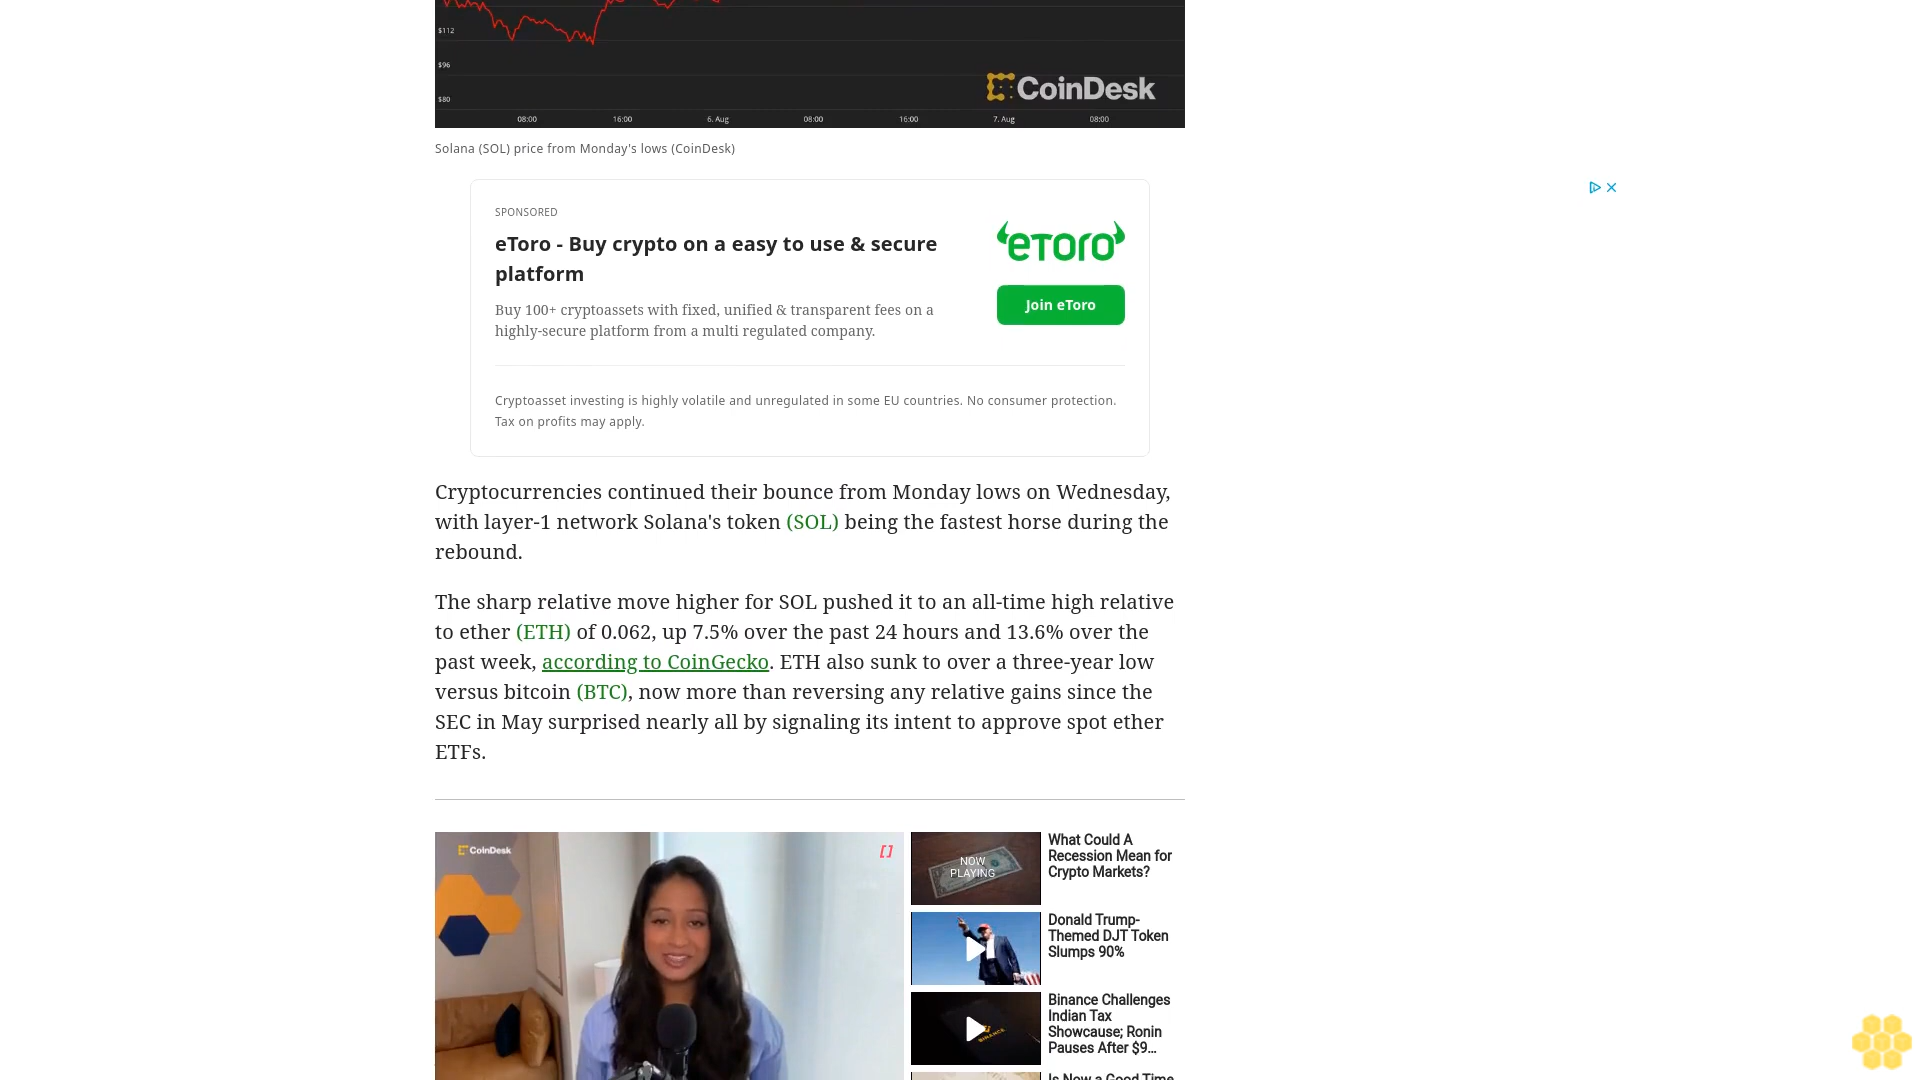 $112
$96
$80
CoinDesk
08:00 16:00 6. Aug 08:00 16:00 7. Aug 08:00
Solana (SOL) price from Monday's lows (CoinDesk)
SPONSORED
eToro - Buy crypto on a easy to use & secure
platform
Buy 100+ cryptoassets with fixed, unified & transparent fees on a
highly-secure platform from a multi regulated company.
eToro
Join eToro
Cryptoasset investing is highly volatile and unregulated in some EU countries. No consumer protection.
Tax on profits may apply.
Cryptocurrencies continued their bounce from Monday lows on Wednesday,
with layer-1 network Solana's token (SOL) being the fastest horse during the
rebound.
The sharp relative move higher for SOL pushed it to an all-time high relative
to ether (ETH) of 0.062, up 7.5% over the past 24 hours and 13.6% over the
past week, according to CoinGecko. ETH also sunk to over a three-year low
versus bitcoin (BTC), now more than reversing any relative gains since the
SEC in May surprised nearly all by signaling its intent to approve spot ether
ETFs.
CoinDesk
NOW
PLAYING
What Could A
Recession Mean for
Crypto Markets?
Donald Trump-
Themed DJT Token
Slumps 90%
BINANCE
Binance Challenges
Indian Tax
Showcause; Ronin
Pauses After $9...
Is Now a Good Time